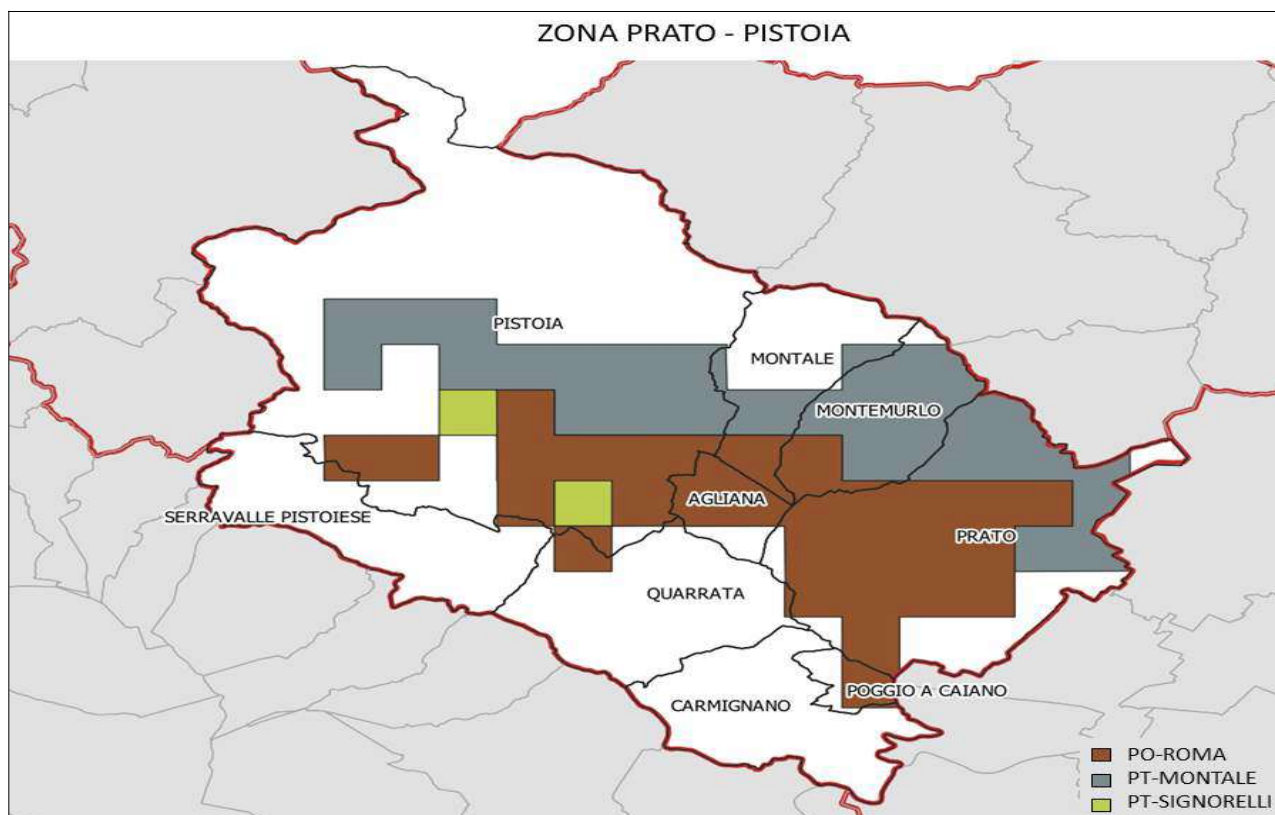 ZONA PRATO - PISTOIA
PISTOIA
MONTALE
MONTEMURLO
AGLIANA
SERRAVALLE PISTOIESE
PRATO
QUARRATA
POGGIO A CAIANO
CARMIGNANO
PO-ROMA
PT-MONTALE
PT-SIGNORELLI